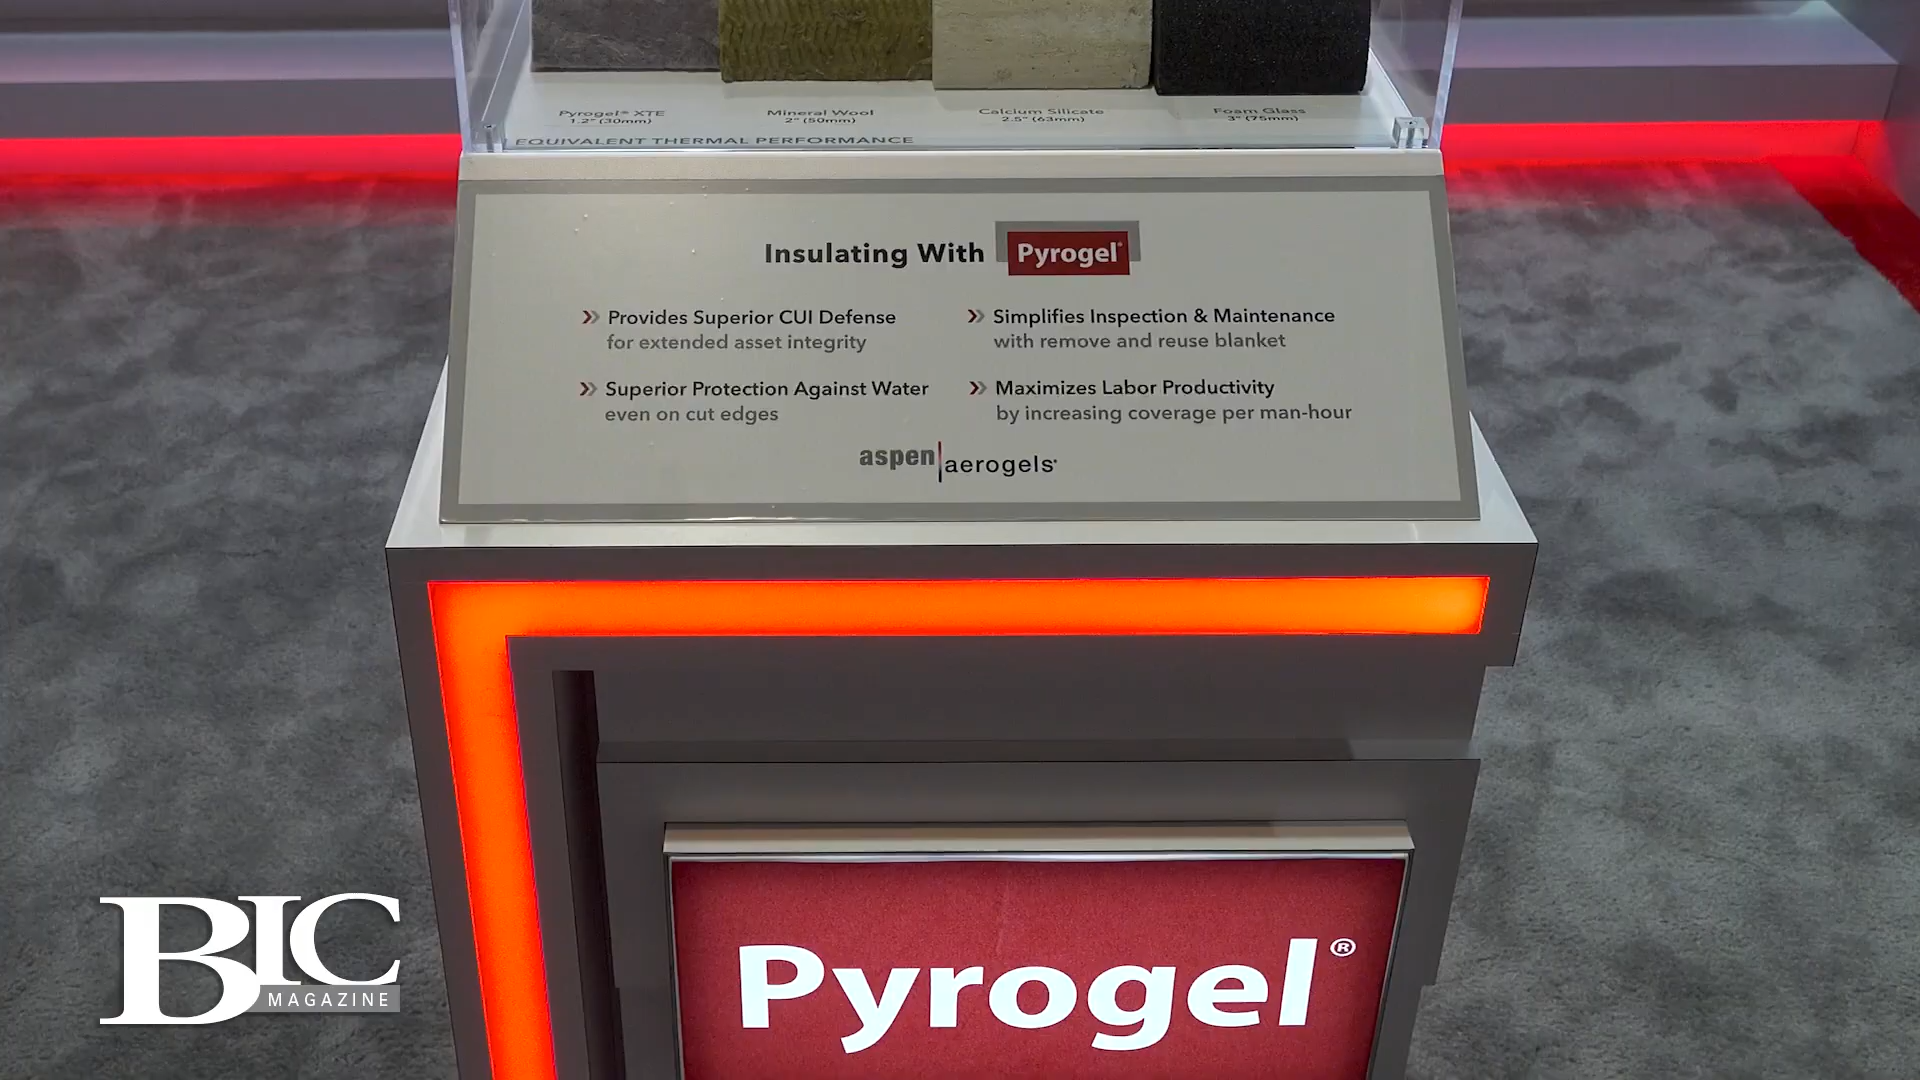 Pyrogel® XTE
1.2" (30mm)
Mineral Wool
2" (50mm)
Calcium Silicate
2.5" (63mm)
Foam Glass
3" (75mm)
EQUIVALENT THERMAL PERFORMANCE
Insulating With Pyrogel®
Provides Superior CUI Defense
for extended asset integrity
Superior Protection Against Water
even on cut edges
Simplifies Inspection & Maintenance
with remove and reuse blanket
Maximizes Labor Productivity
by increasing coverage per man-hour
aspen aerogels®
Pyrogel®
BIC
MAGAZINE